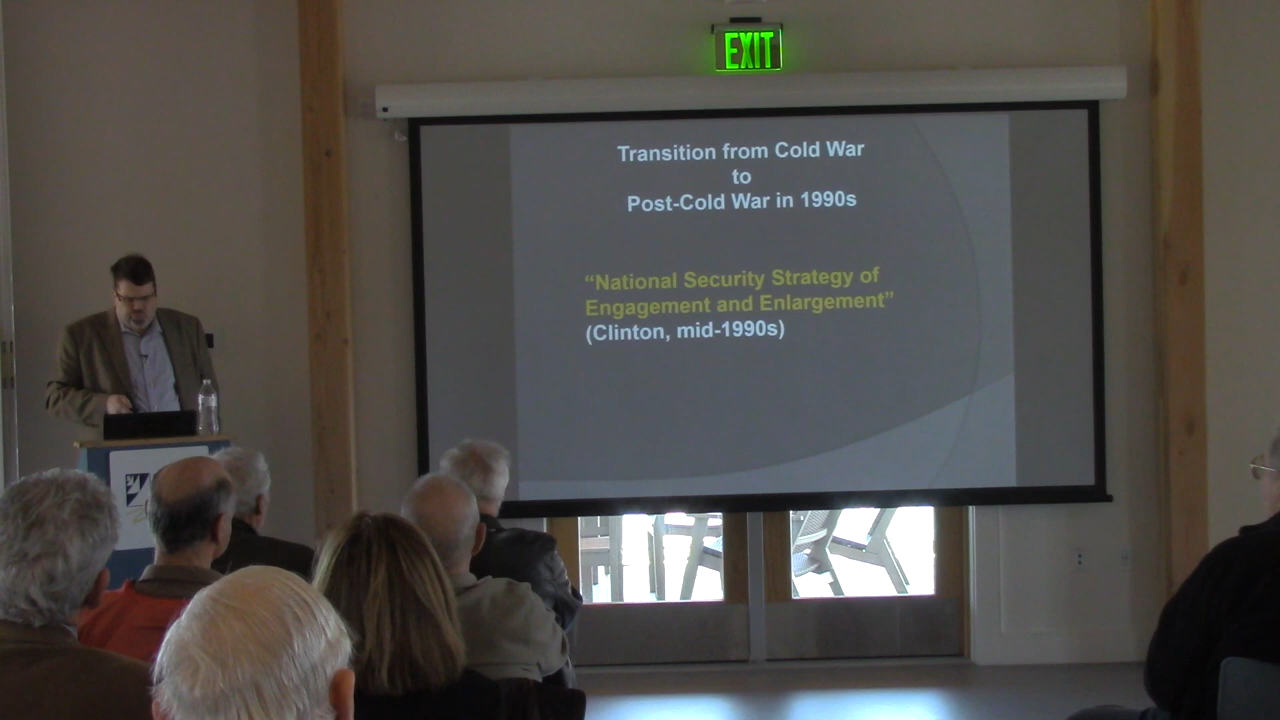 EXIT
Transition from Cold War
to
Post-Cold War in 1990s
“National Security Strategy of
Engagement and Enlargement”
(Clinton, mid-1990s)